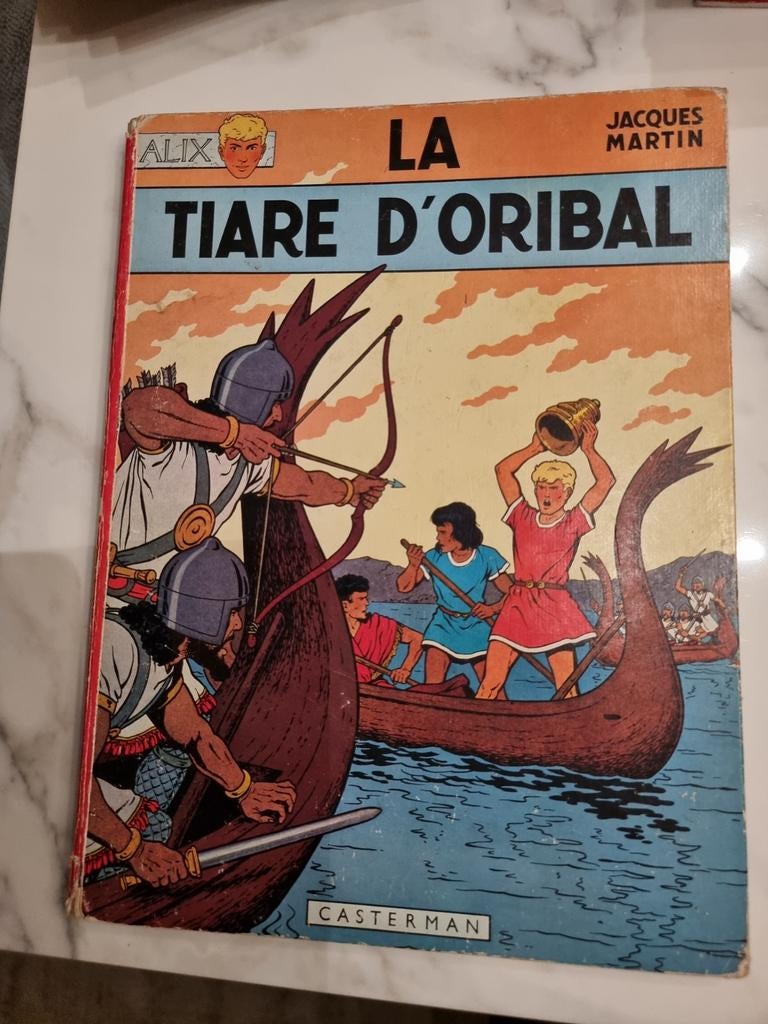 ALIX
LA
JACQUES
MARTIN
TIARE D'ORIBAL
CASTERMAN